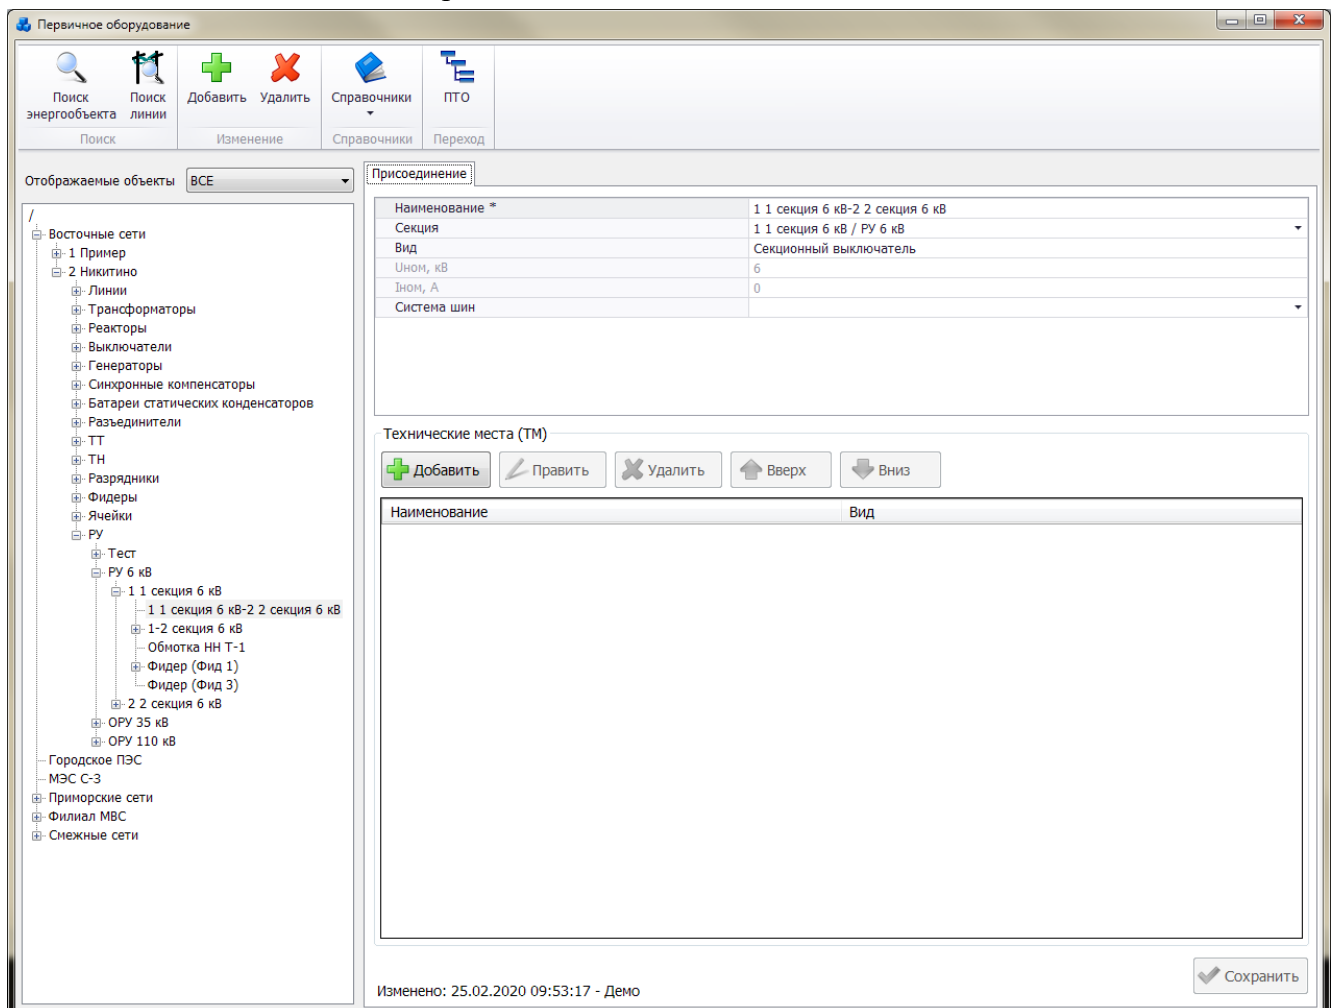 Первичное оборудование
Поиск энергообъекта
Поиск линии
Добавить
Удалить
Справочники
ПТО
Поиск
Изменение
Справочники
Переход
Отображаемые объекты ВСЕ
/
Восточные сети
1 Пример
2 Никитино
Линии
Трансформаторы
Реакторы
Выключатели
Генераторы
Синхронные компенсаторы
Батареи статических конденсаторов
Разъединители
ТТ
ТН
Разрядники
Фидеры
Ячейки
РУ
Тест
РУ 6 кВ
1 1 секция 6 кВ
1 1 секция 6 кВ-2 2 секция 6 кВ
1-2 секция 6 кВ
Обмотка НН Т-1
Фидер (Фид 1)
Фидер (Фид 3)
2 2 секция 6 кВ
ОРУ 35 кВ
ОРУ 110 кВ
Городское ПЭС
МЭС С-З
Приморские сети
Филиал МВС
Смежные сети
Присоединение
Наименование * 1 1 секция 6 кВ-2 2 секция 6 кВ
Секция 1 1 секция 6 кВ / РУ 6 кВ
Вид Секционный выключатель
Uном, кВ 6
Iном, А 0
Система шин
Технические места (ТМ)
Добавить Править Удалить Вверх Вниз
Наименование Вид
Сохранить
Изменено: 25.02.2020 09:53:17 - Демо